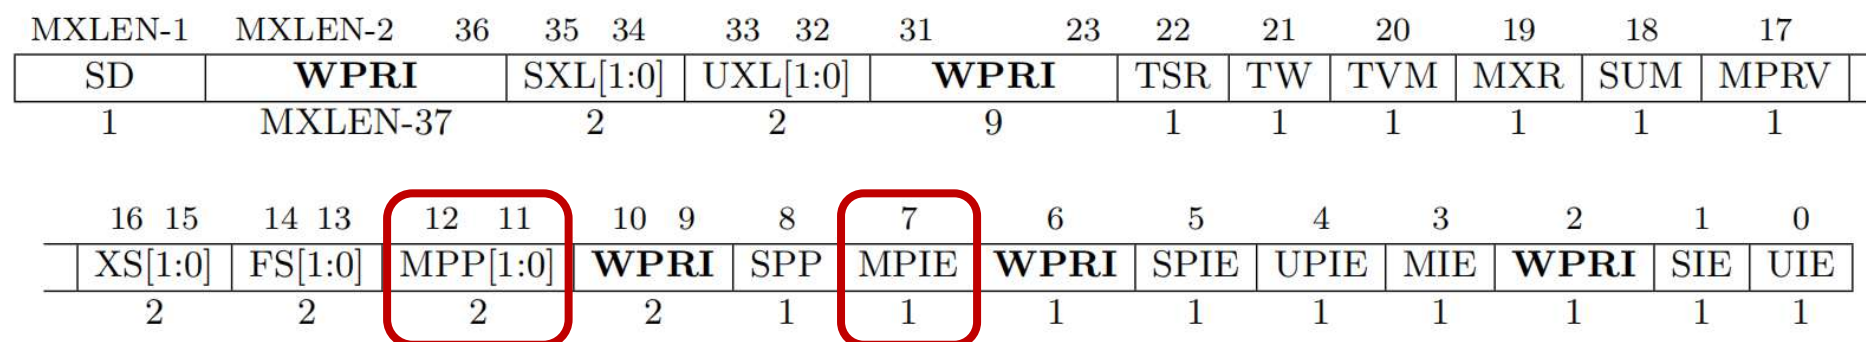 MXLEN-1 MXLEN-2 36 35 34 33 32 31 23 22 21 20 19 18 17
SD WPRI SXL[1:0] UXL[1:0] WPRI TSR TW TVM MXR SUM MPRV
1 MXLEN-37 2 2 9 1 1 1 1 1 1
16 15 14 13 12 11 10 9 8 7 6 5 4 3 2 1 0
XS[1:0] FS[1:0] MPP[1:0] WPRI SPP MPIE WPRI SPIE UPIE MIE WPRI SIE UIE
2 2 2 2 1 1 1 1 1 1 1 1 1